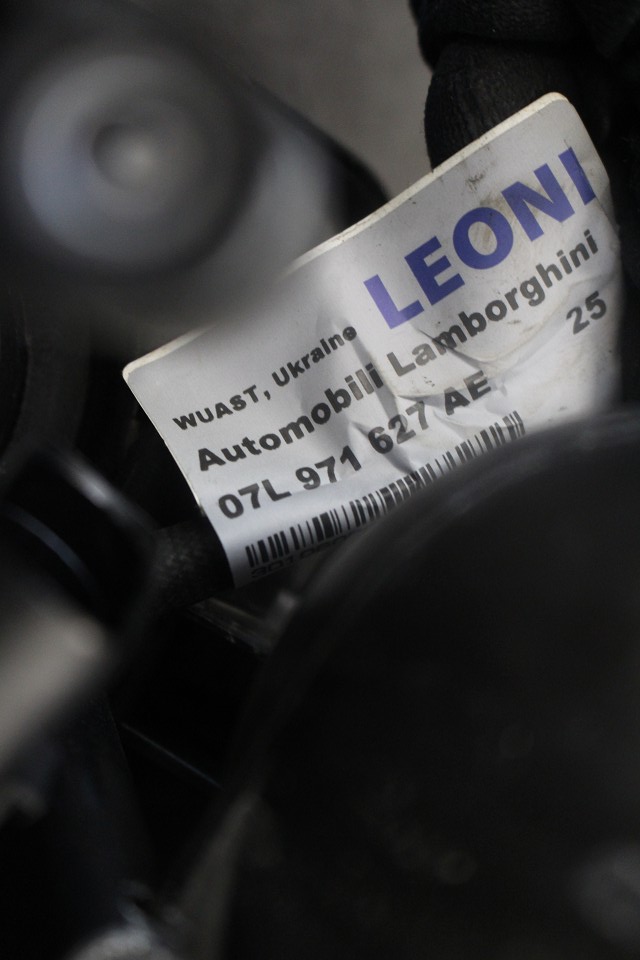 LEONI
WUAST, Ukraine
Automobili Lamborghini
07L 971 627 AE
25